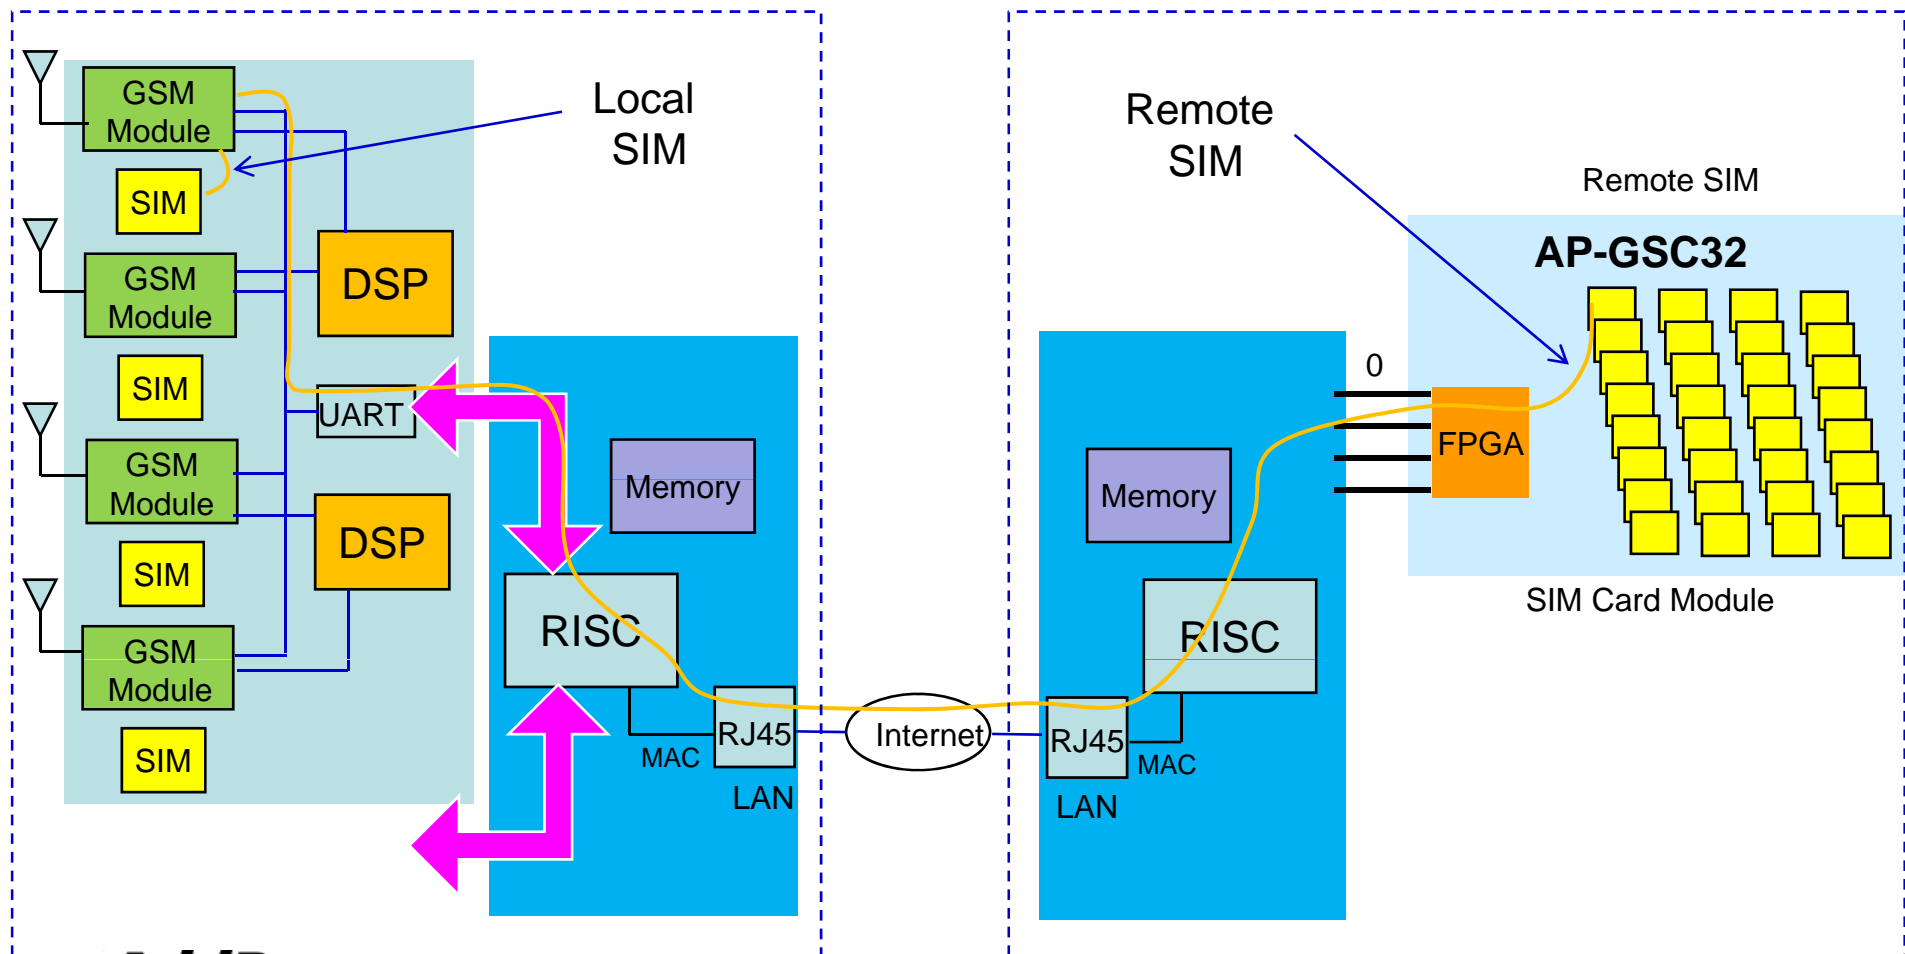 GSM
Module
SIM
GSM
Module
SIM
GSM
Module
SIM
GSM
Module
SIM
DSP
UART
DSP
Local
SIM
Memory
RISC
MAC
RJ45
LAN
Internet
Remote
SIM
Memory
RISC
RJ45
MAC
LAN
0
FPGA
Remote SIM
AP-GSC32
SIM Card Module